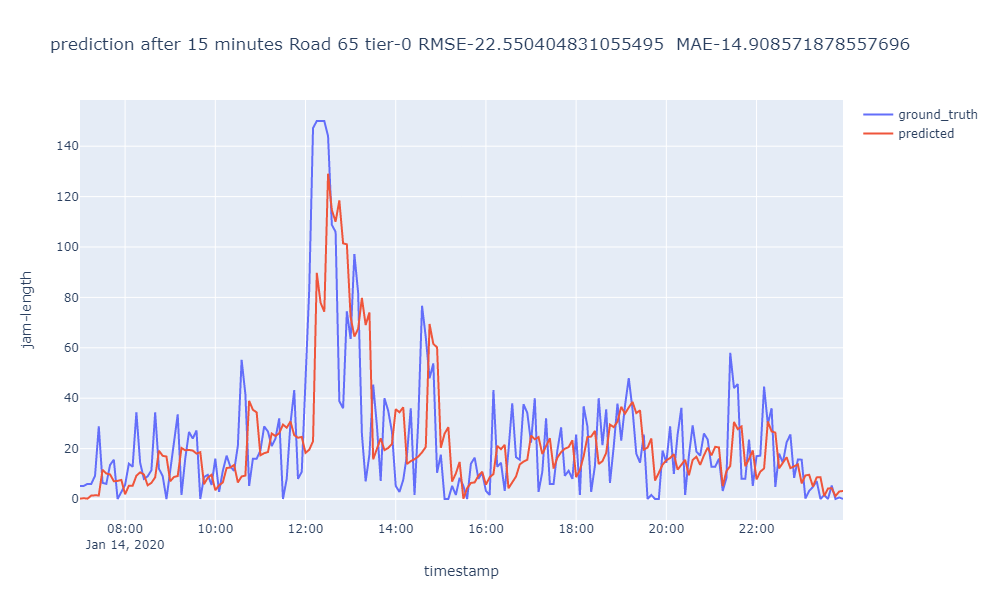 prediction after 15 minutes Road 65 tier-0 RMSE-22.550404831055495  MAE-14.908571878557696
ground_truth
predicted
140
120
100
80
60
40
20
0
jam-length
08:00 10:00 12:00 14:00 16:00 18:00 20:00 22:00
Jan 14, 2020
timestamp